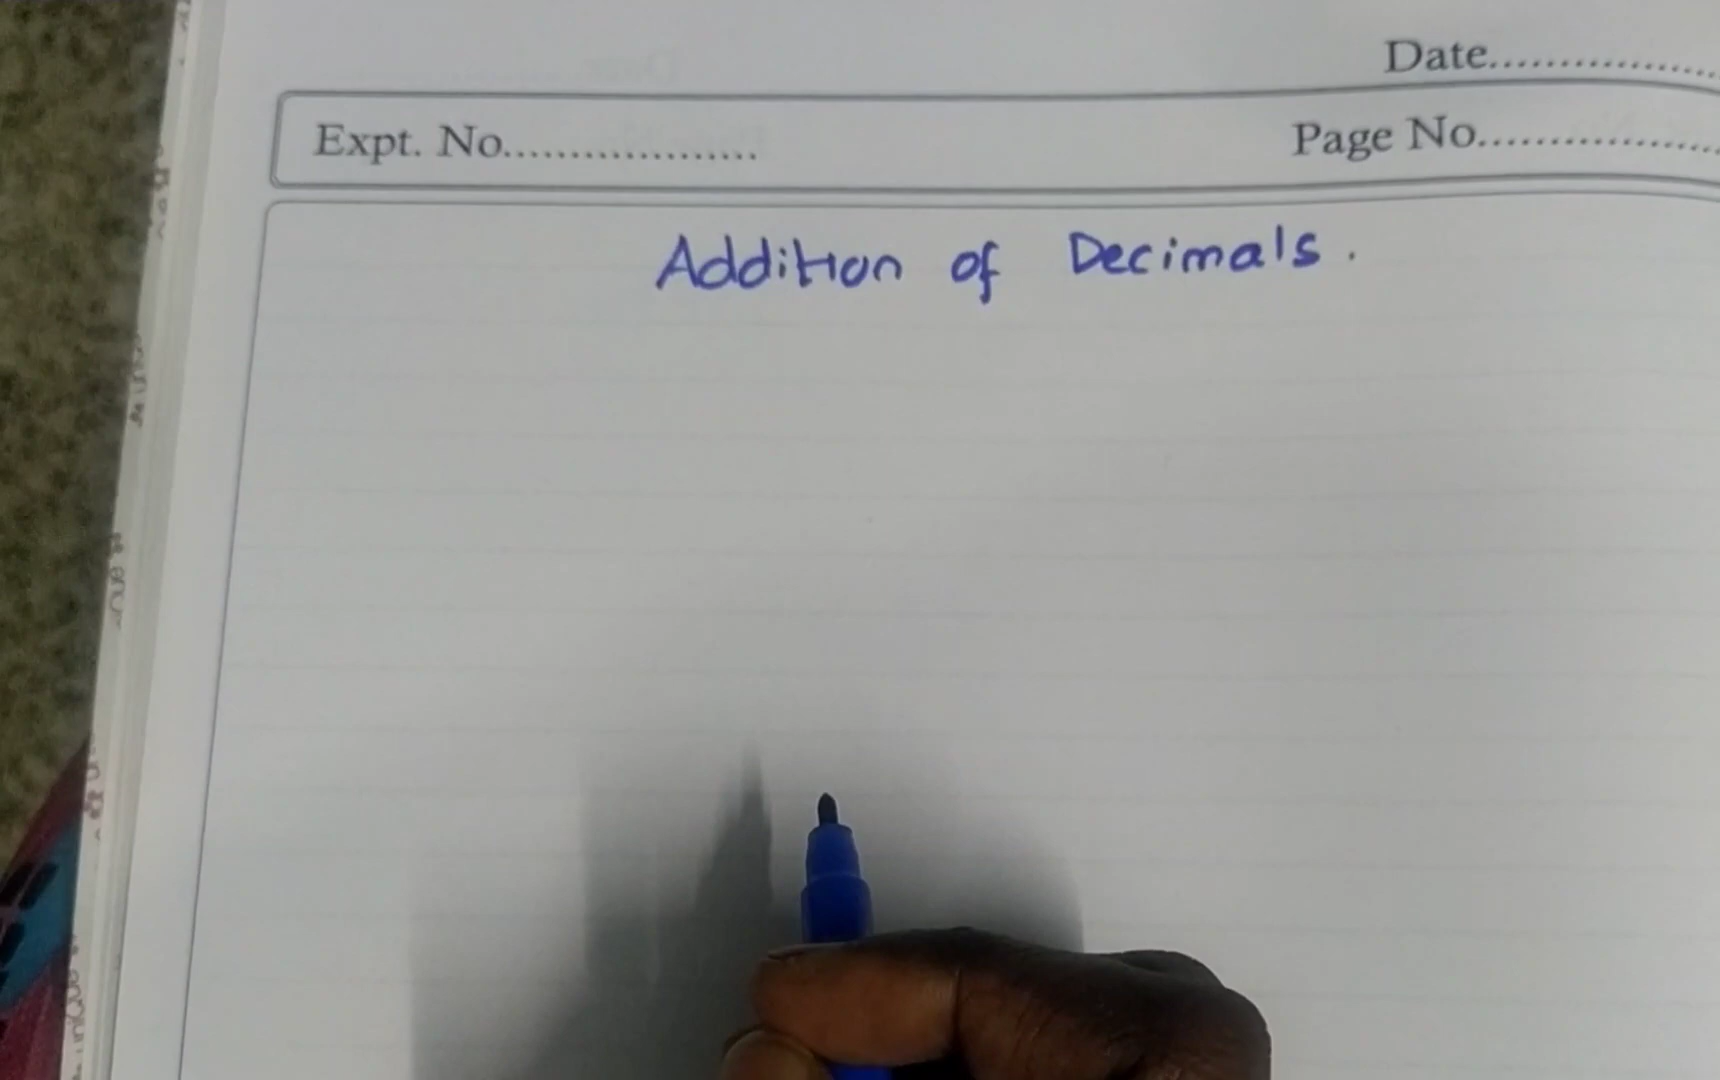 Date..................
Expt. No................... Page No..................
Addition of Decimals.